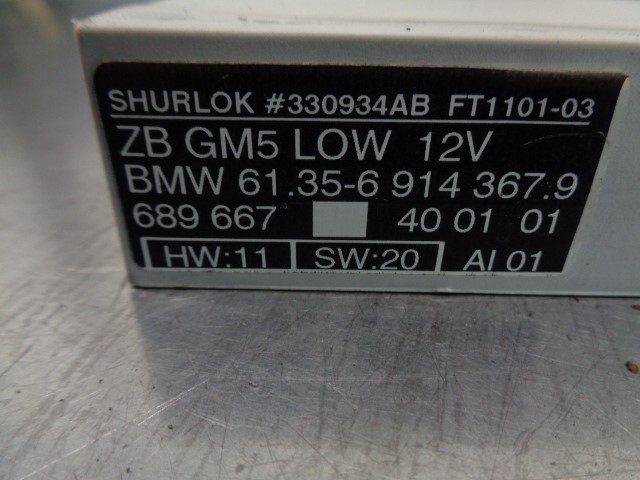 SHURLOK #330934AB FT1101-03
ZB GM5 LOW 12V
BMW 61.35-6 914 367.9
689 667 40 01 01
HW:11 SW:20 AI 01